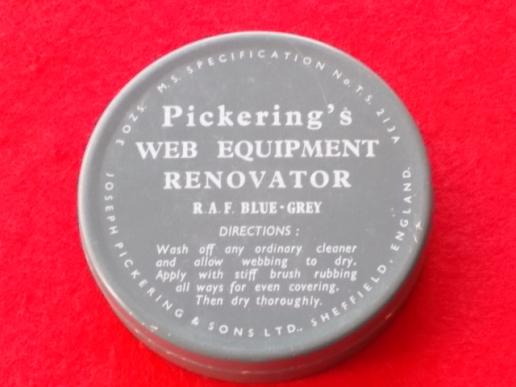 3 OZS. M.S. SPECIFICATION No. T.S. 213A
Pickering's
WEB EQUIPMENT
RENOVATOR
R.A.F. BLUE-GREY
DIRECTIONS :
Wash off any ordinary cleaner
and allow webbing to dry.
Apply with stiff brush rubbing
all ways for even covering.
Then dry thoroughly.
JOSEPH PICKERING & SONS LTD., SHEFFIELD, ENGLAND.